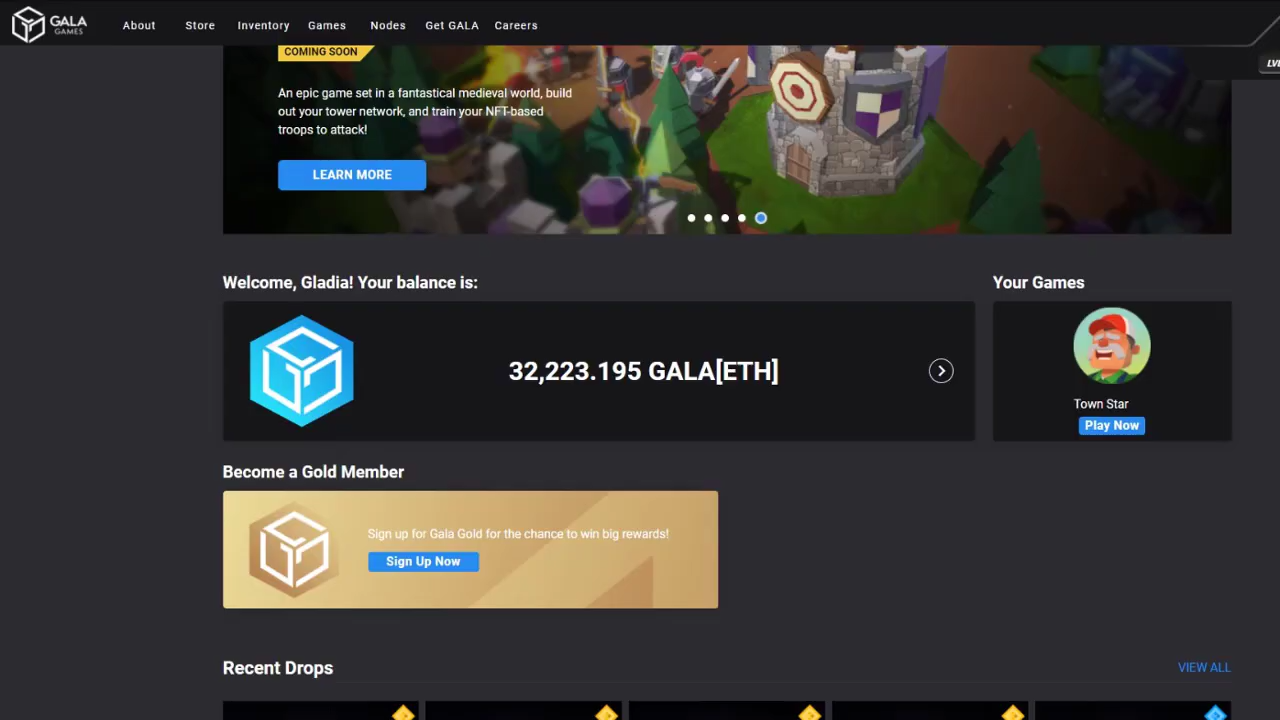 GALA
GAMES
About
Store
Inventory
Games
Nodes
Get GALA
Careers
COMING SOON
An epic game set in a fantastical medieval world, build
out your tower network, and train your NFT-based
troops to attack!
LEARN MORE
Welcome, Gladia! Your balance is:
32,223.195 GALA[ETH]
Your Games
Town Star
Play Now
Become a Gold Member
Sign up for Gala Gold for the chance to win big rewards!
Sign Up Now
Recent Drops
VIEW ALL